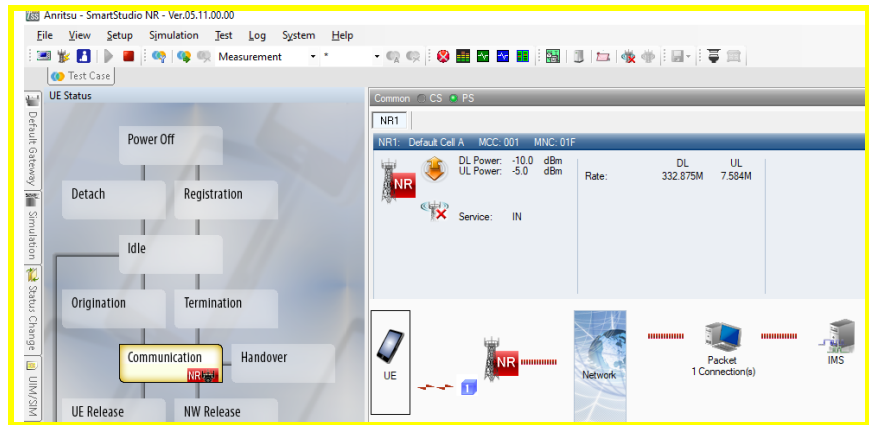 Anritsu - SmartStudio NR - Ver.05.11.00.00
File View Setup Simulation Test Log System Help
Measurement *
Test Case
UE Status
Common CS PS
NR1
NR1: Default Cell A MCC: 001 MNC: 01F
DL Power: -10.0 dBm
UL Power: -5.0 dBm
Service: IN
DL UL
Rate: 332.875M 7.584M
Default Gateway
Simulation
Status Change
UIM/SIM
Power Off
Detach Registration
Idle
Origination Termination
Communication Handover
NR
UE Release NW Release
NR
UE
1
NR
Network
Packet
1 Connection(s)
IMS